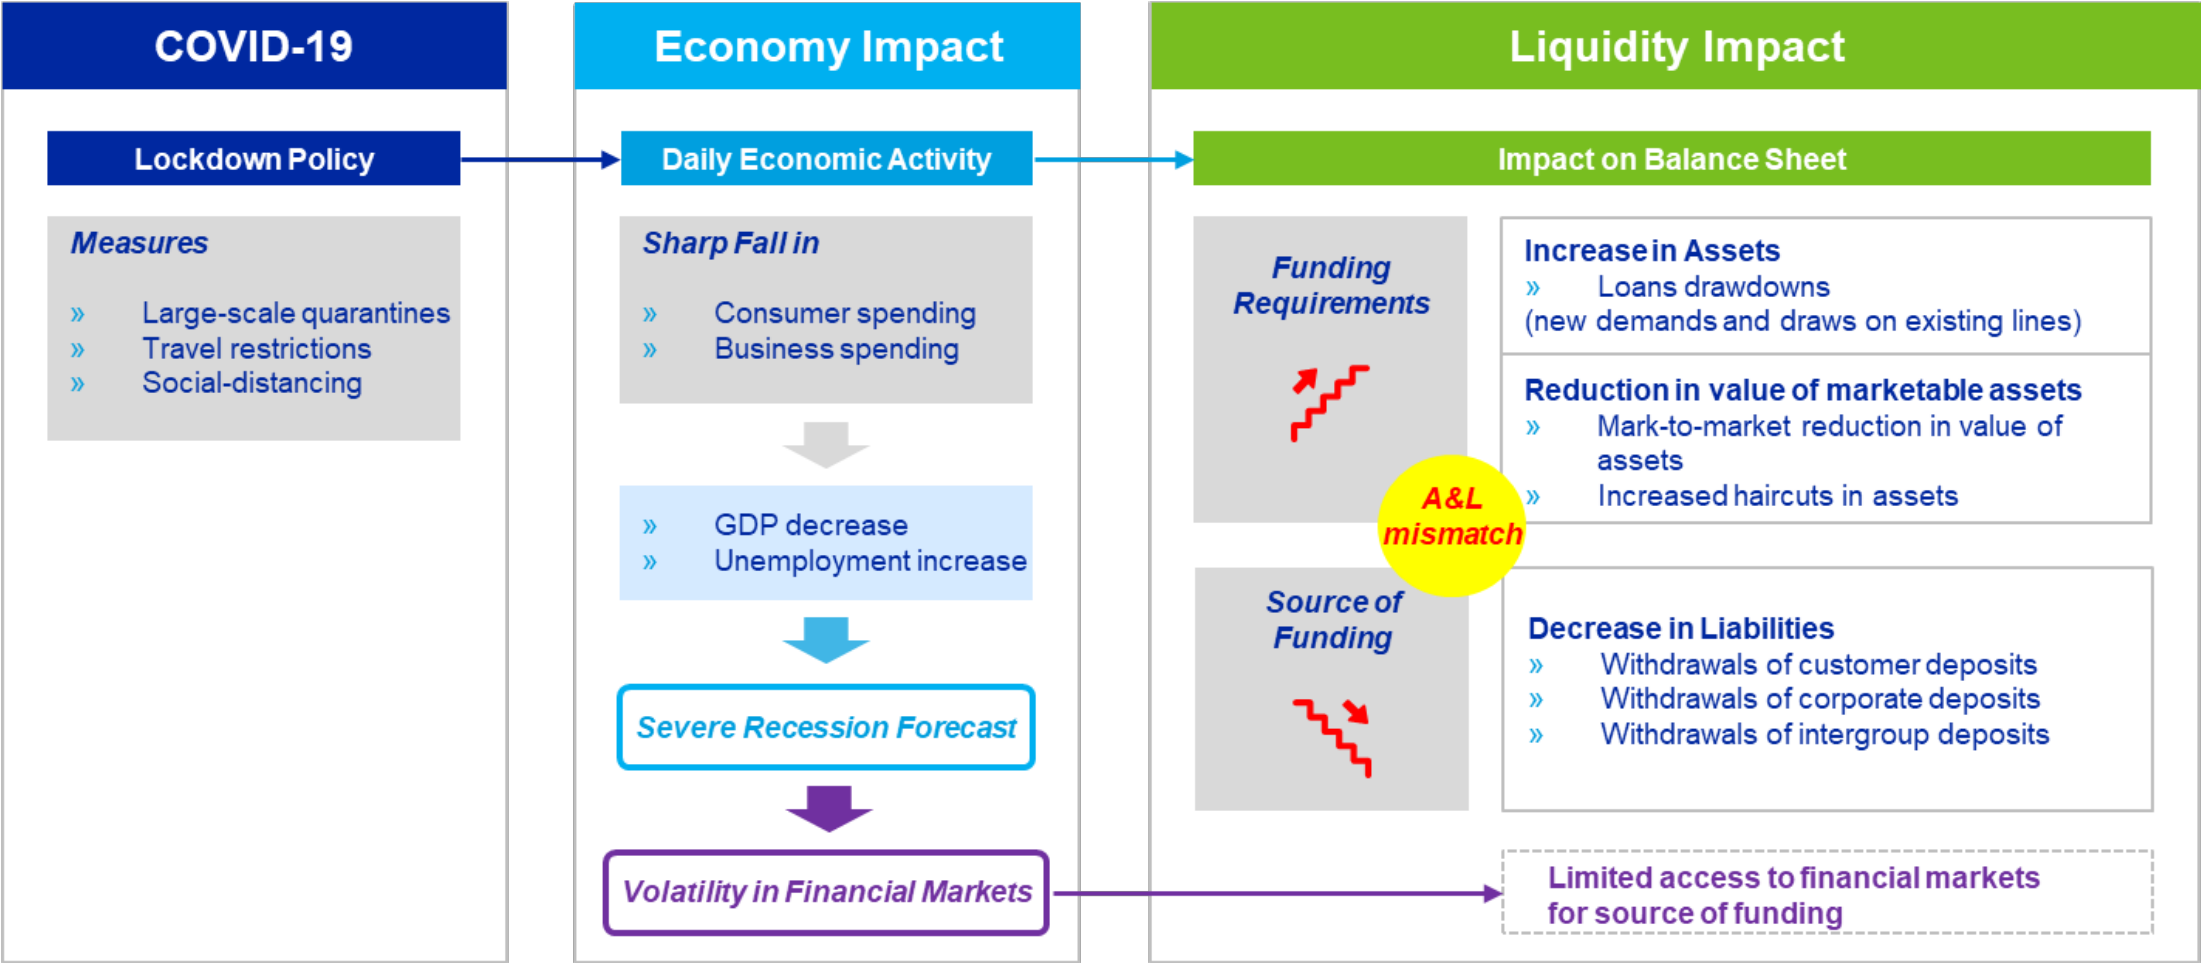 COVID-19
Lockdown Policy
Measures
» Large-scale quarantines
» Travel restrictions
» Social-distancing
Economy Impact
Daily Economic Activity
Sharp Fall in
» Consumer spending
» Business spending
» GDP decrease
» Unemployment increase
Severe Recession Forecast
Volatility in Financial Markets
Liquidity Impact
Impact on Balance Sheet
Funding
Requirements
Increase in Assets
» Loans drawdowns
(new demands and draws on existing lines)
Reduction in value of marketable assets
» Mark-to-market reduction in value of
assets
» Increased haircuts in assets
A&L
mismatch
Source of
Funding
Decrease in Liabilities
» Withdrawals of customer deposits
» Withdrawals of corporate deposits
» Withdrawals of intergroup deposits
Limited access to financial markets
for source of funding